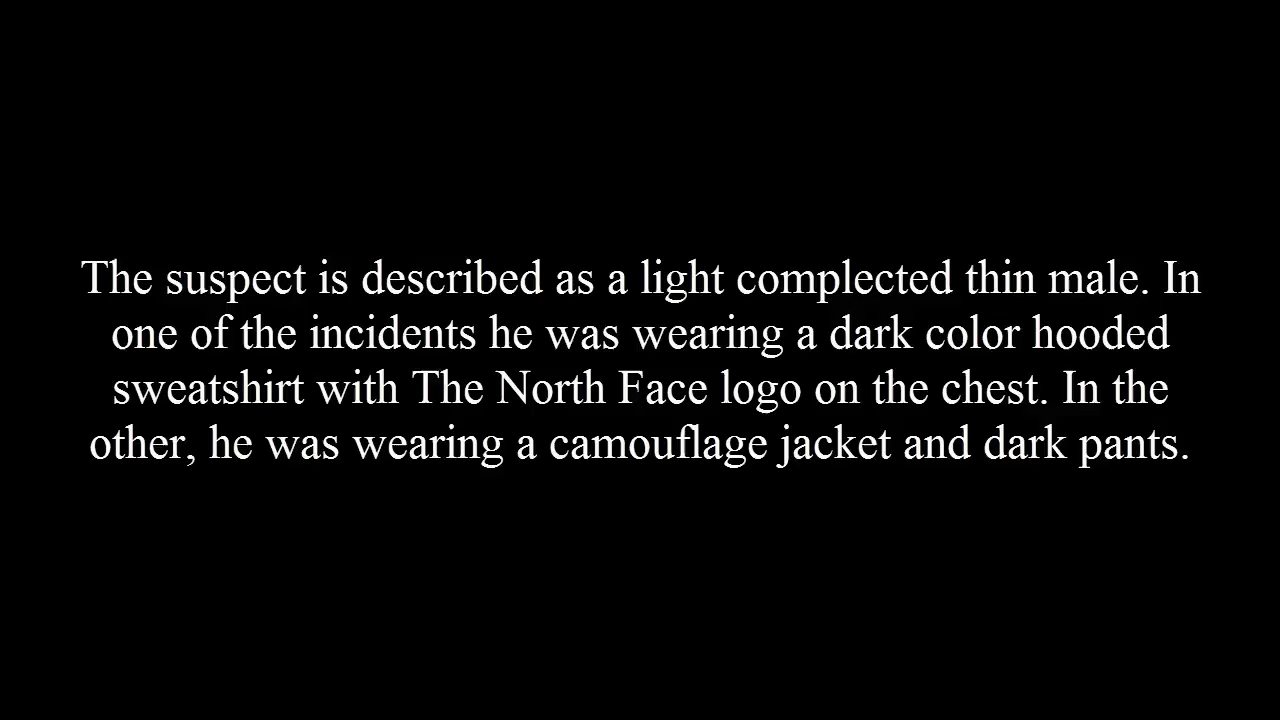 The suspect is described as a light complected thin male. In
one of the incidents he was wearing a dark color hooded
sweatshirt with The North Face logo on the chest. In the
other, he was wearing a camouflage jacket and dark pants.